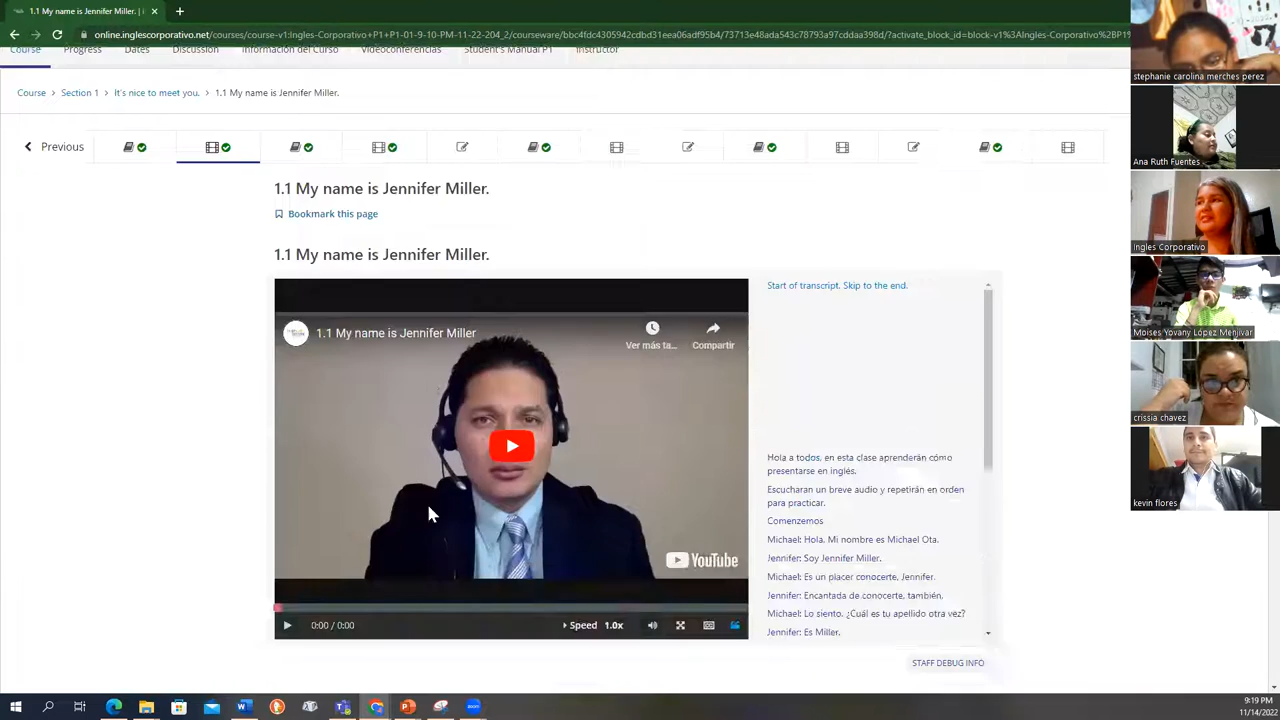 1.1 My name is Jennifer Miller. |
online.inglescorporativo.net/courses/course-v1:Ingles-Corporativo+P1+P1-01-9-10-PM-11-22-204_2/courseware/bbc4fdc4305942cdbd31eea06adf95b4/73713e48ada543c78793a97cddaa398d/?activate_block_id=block-v1%3AIngles-Corporativo%2BP1%
Course
Progress
Dates
Discussion
Información del Curso
Videoconferencias
Student's Manual P1
Instructor
Course > Section 1 > It's nice to meet you. > 1.1 My name is Jennifer Miller.
Previous
1.1 My name is Jennifer Miller.
Bookmark this page
1.1 My name is Jennifer Miller.
1.1 My name is Jennifer Miller
Ver más ta...
Compartir
YouTube
0:00 / 0:00
Speed 1.0x
Start of transcript. Skip to the end.
Hola a todos, en esta clase aprenderán cómo
presentarse en inglés.
Escucharan un breve audio y repetirán en orden
para practicar.
Comenzemos
Michael: Hola. Mi nombre es Michael Ota.
Jennifer: Soy Jennifer Miller.
Michael: Es un placer conocerte, Jennifer.
Jennifer: Encantada de conocerte, también.
Michael: Lo siento. ¿Cuál es tu apellido otra vez?
Jennifer: Es Miller.
STAFF DEBUG INFO
stephanie carolina merches perez
Ana Ruth Fuentes
Ingles Corporativo
Moises Yovany López Menjivar
crissia chavez
kevin flores
9:19 PM
11/14/2022